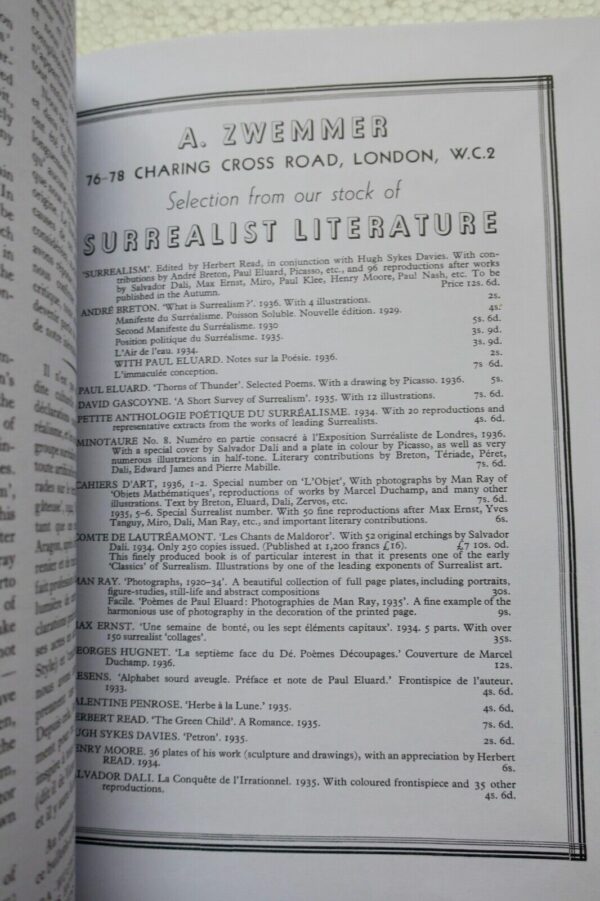 A. ZWEMMER
76-78 CHARING CROSS ROAD, LONDON, W.C.2
Selection from our stock of
SURREALIST LITERATURE
'SURREALISM'. Edited by Herbert Read, in conjunction with Hugh Sykes Davies. With con-
tributions by André Breton, Paul Eluard, Picasso, etc., and 96 reproductions after works
by Salvador Dali, Max Ernst, Miro, Paul Klee, Henry Moore, Paul Nash, etc. To be
published in the Autumn. Price 12s. 6d.
ANDRÉ BRETON. 'What is Surrealism?'. 1936. With 4 illustrations. 2s.
Manifeste du Surréalisme. Poisson Soluble. Nouvelle édition. 1929. 4s.
Second Manifeste du Surréalisme. 1930 5s. 6d.
Position politique du Surréalisme. 1935. 3s. 9d.
L'Air de l'eau. 1934. 3s. 9d.
WITH PAUL ELUARD. Notes sur la Poésie. 1936. 2s.
L'immaculée conception. 7s 6d.
PAUL ELUARD. 'Thorns of Thunder'. Selected Poems. With a drawing by Picasso. 1936. 5s.
DAVID GASCOYNE. 'A Short Survey of Surrealism'. 1935. With 12 illustrations. 7s. 6d.
PETITE ANTHOLOGIE POÉTIQUE DU SURRÉALISME. 1934. With 20 reproductions and
representative extracts from the works of leading Surrealists. 4s. 6d.
MINOTAURE No. 8. Numéro en partie consacré à l'Exposition Surréaliste de Londres, 1936.
With a special cover by Salvador Dali and a plate in colour by Picasso, as well as very
numerous illustrations in half-tone. Literary contributions by Breton, Tériade, Péret,
Dali, Edward James and Pierre Mabille. 7s. 6d.
CAHIERS D'ART, 1936, 1-2. Special number on 'L'Objet', With photographs by Man Ray of
'Objets Mathématiques', reproductions of works by Marcel Duchamp, and many other
illustrations. Text by Breton, Eluard, Dali, Zervos, etc. 7s. 6d.
1935, 5-6. Special Surrealist number. With 50 fine reproductions after Max Ernst, Yves
Tanguy, Miro, Dali, Man Ray, etc., and important literary contributions. 6s.
COMTE DE LAUTRÉAMONT. 'Les Chants de Maldoror'. With 52 original etchings by Salvador
Dali. 1934. Only 250 copies issued. (Published at 1,200 francs £16). £7 10s. od.
This finely produced book is of particular interest in that it presents one of the early
'Classics' of Surrealism. Illustrations by one of the leading exponents of Surrealist art.
MAN RAY. 'Photographs, 1920-34'. A beautiful collection of full page plates, including portraits,
figure-studies, still-life and abstract compositions 30s.
Facile. 'Poèmes de Paul Eluard: Photographies de Man Ray, 1935'. A fine example of the
harmonious use of photography in the decoration of the printed page. 9s.
MAX ERNST. 'Une semaine de bonté, ou les sept éléments capitaux'. 1934. 5 parts. With over
150 surrealist 'collages'. 35s.
GEORGES HUGNET. 'La septième face du Dé. Poèmes Découpages.' Couverture de Marcel
Duchamp. 1936. 12s.
ESENS. 'Alphabet sourd aveugle. Préface et note de Paul Eluard.' Frontispice de l'auteur.
1933. 4s. 6d.
VALENTINE PENROSE. 'Herbe à la Lune.' 1935. 4s. 6d.
HERBERT READ. 'The Green Child'. A Romance. 1935. 7s. 6d.
HUGH SYKES DAVIES. 'Petron'. 1935. 2s. 6d.
HENRY MOORE. 36 plates of his work (sculpture and drawings), with an appreciation by Herbert
READ. 1934. 6s.
SALVADOR DALI. La Conquête de l'Irrationnel. 1935. With coloured frontispiece and 35 other
reproductions. 4s. 6d.